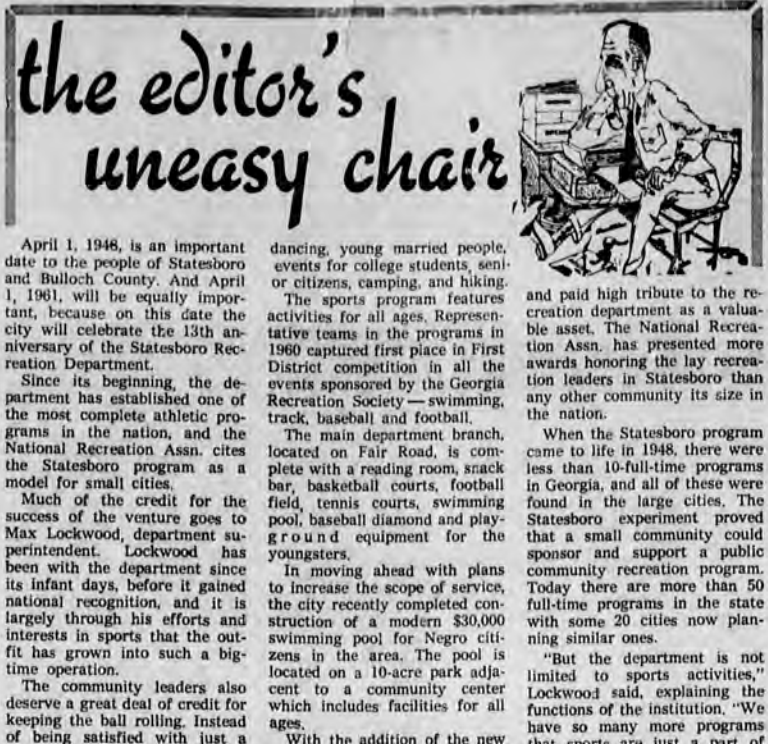 the editor's
uneasy chair
April 1, 1946, is an important
date to the people of Statesboro
and Bulloch County. And April
1, 1961, will be equally impor-
tant, because on this date the
city will celebrate the 13th an-
niversary of the Statesboro Rec-
reation Department.
Since its beginning, the de-
partment has established one of
the most complete athletic pro-
grams in the nation, and the
National Recreation Assn. cites
the Statesboro program as a
model for small cities.
Much of the credit for the
success of the venture goes to
Max Lockwood, department su-
perintendent. Lockwood has
been with the department since
its infant days, before it gained
national recognition, and it is
largely through his efforts and
interests in sports that the out-
fit has grown into such a big-
time operation.
The community leaders also
deserve a great deal of credit for
keeping the ball rolling. Instead
of being satisfied with just a
dancing, young married people,
events for college students, seni-
or citizens, camping, and hiking.
The sports program features
activities for all ages. Represen-
tative teams in the programs in
1960 captured first place in First
District competition in all the
events sponsored by the Georgia
Recreation Society — swimming,
track, baseball and football.
The main department branch,
located on Fair Road, is com-
plete with a reading room, snack
bar, basketball courts, football
field, tennis courts, swimming
pool, baseball diamond and play-
ground equipment for the
youngsters.
In moving ahead with plans
to increase the scope of service,
the city recently completed con-
struction of a modern $30,000
swimming pool for Negro citi-
zens in the area. The pool is
located on a 10-acre park adja-
cent to a community center
which includes facilities for all
ages.
With the addition of the new
and paid high tribute to the re-
creation department as a valua-
ble asset. The National Recrea-
tion Assn. has presented more
awards honoring the lay recrea-
tion leaders in Statesboro than
any other community its size in
the nation.
When the Statesboro program
came to life in 1948, there were
less than 10-full-time programs
in Georgia, and all of these were
found in the large cities. The
Statesboro experiment proved
that a small community could
sponsor and support a public
community recreation program.
Today there are more than 50
full-time programs in the state
with some 20 cities now plan-
ning similar ones.
"But the department is not
limited to sports activities,"
Lockwood said, explaining the
functions of the institution. "We
have so many more programs
that sports are just a part of